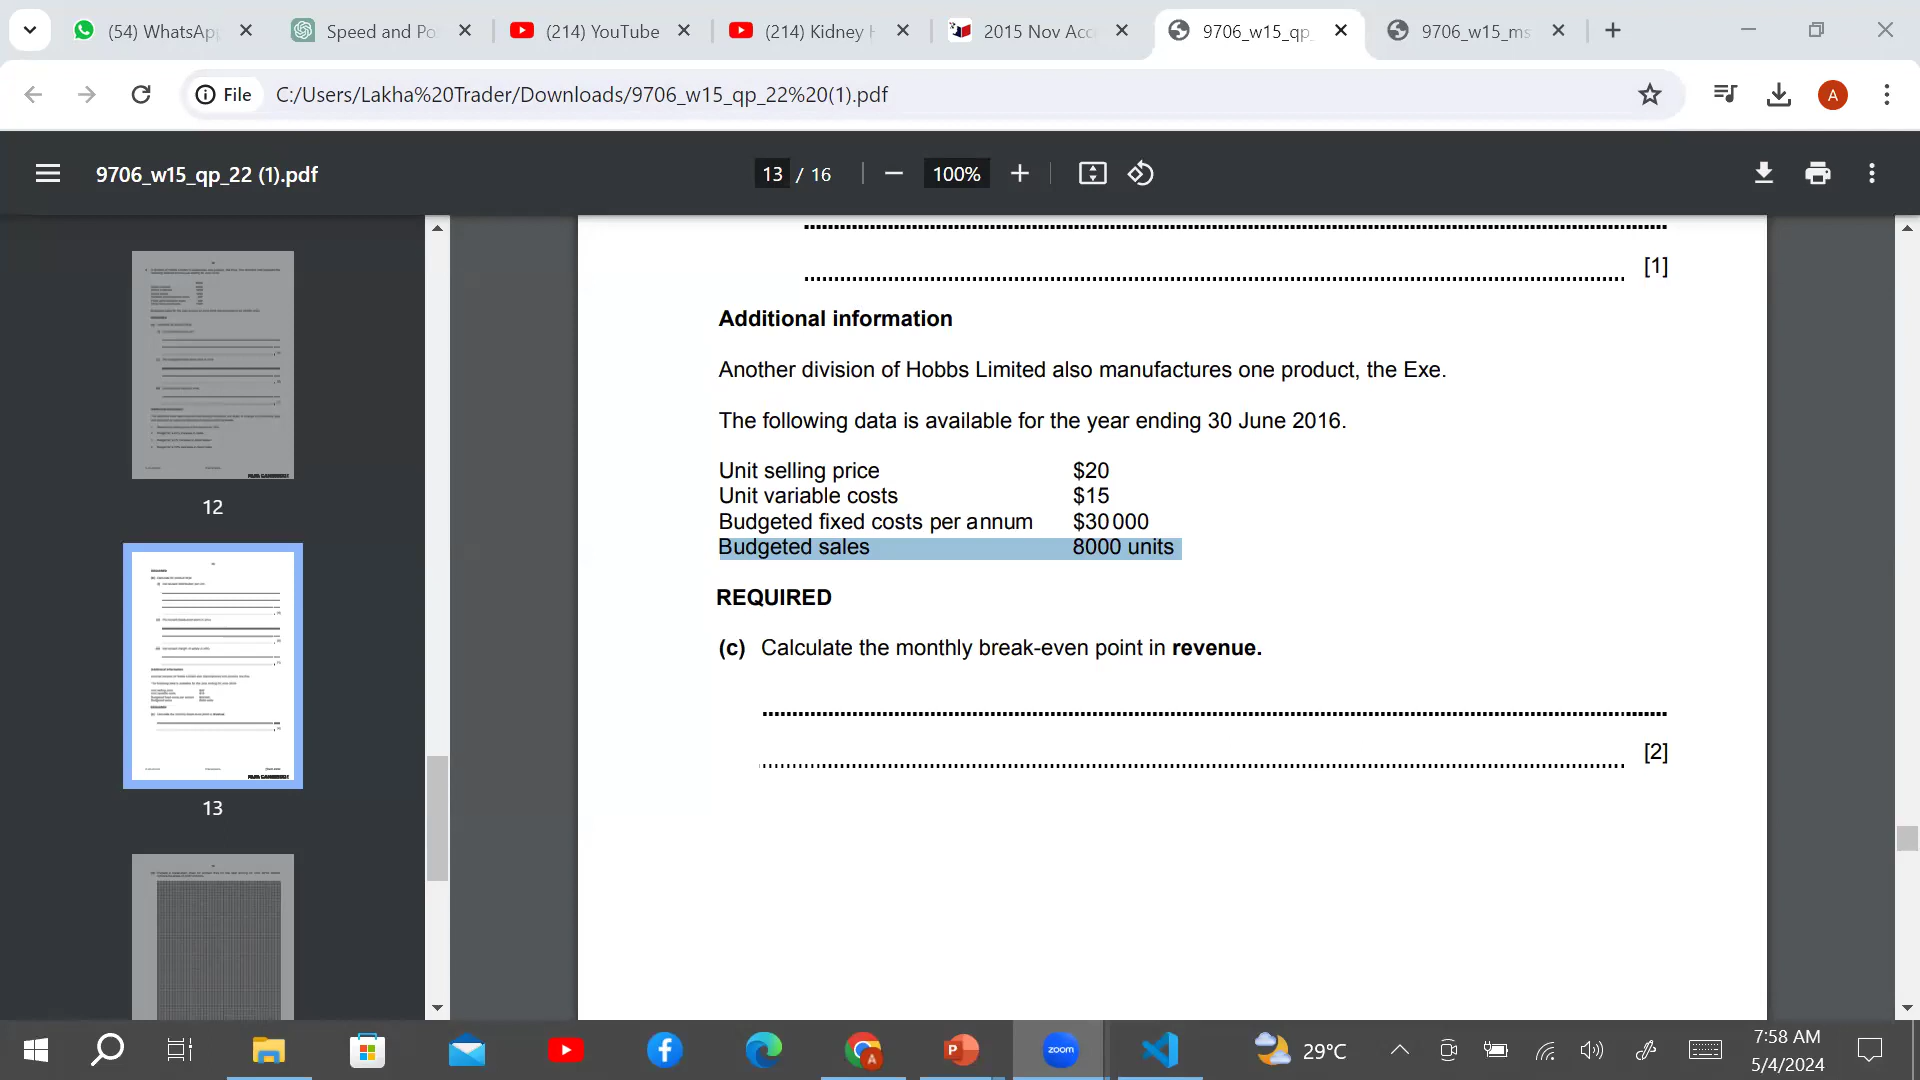 (54) WhatsApp
Speed and Po
(214) YouTube
(214) Kidney H
2015 Nov Acc
9706_w15_qp_
9706_w15_ms
File
C:/Users/Lakha%20Trader/Downloads/9706_w15_qp_22%20(1).pdf
A
9706_w15_qp_22 (1).pdf
13 / 16
100%
12
13
[1]
Additional information
Another division of Hobbs Limited also manufactures one product, the Exe.
The following data is available for the year ending 30 June 2016.
Unit selling price $20
Unit variable costs $15
Budgeted fixed costs per annum $30 000
Budgeted sales 8000 units
REQUIRED
(c) Calculate the monthly break-even point in revenue.
[2]
zoom
29°C
7:58 AM
5/4/2024